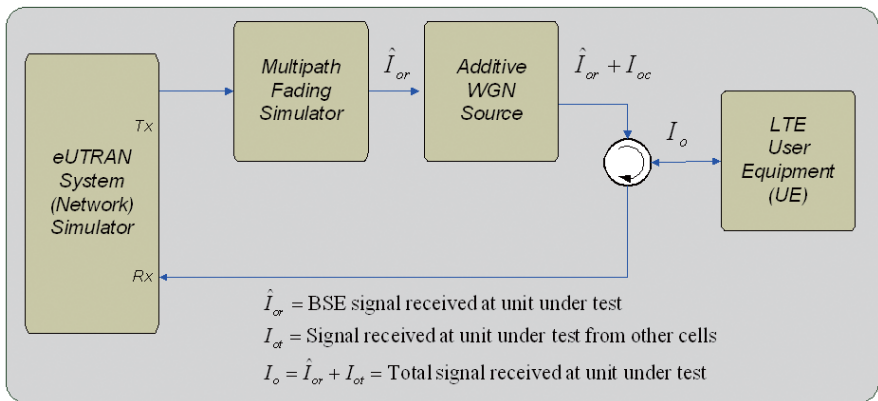 eUTRAN
System
(Network)
Simulator
Tx
Rx
Multipath
Fading
Simulator
Î_or
Additive
WGN
Source
Î_or + I_oc
I_o
LTE
User
Equipment
(UE)
Î_or = BSE signal received at unit under test
I_ot = Signal received at unit under test from other cells
I_o = Î_or + I_ot = Total signal received at unit under test